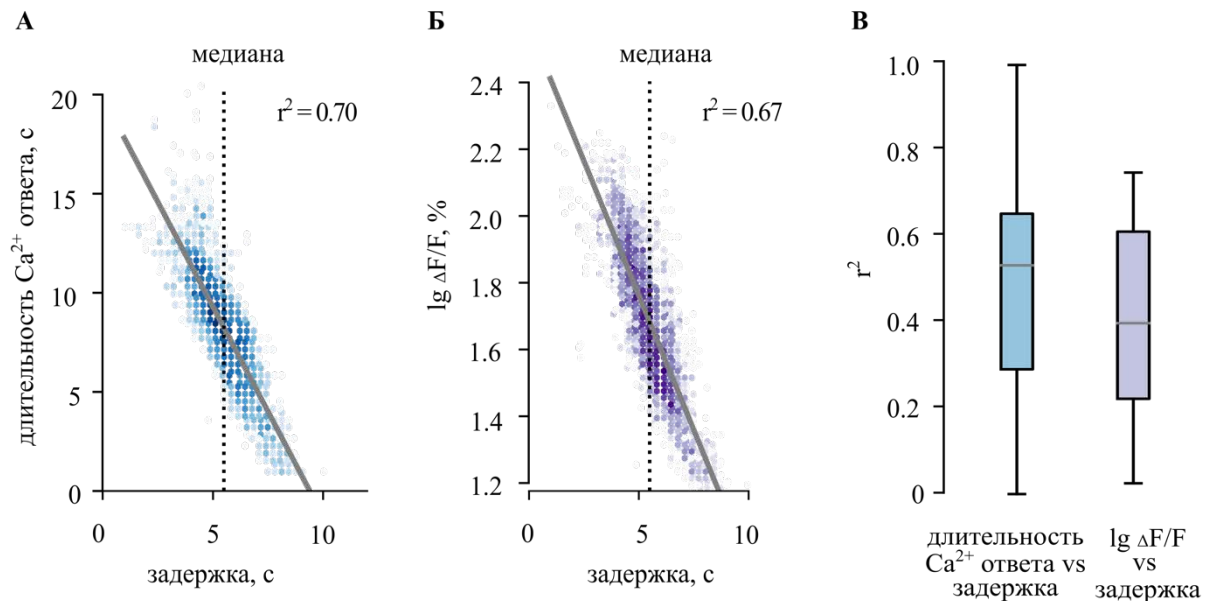 А
медиана
r² = 0.70
длительность Ca²⁺ ответа, с
20
15
10
5
0
0
5
10
задержка, с
Б
медиана
r² = 0.67
lg ΔF/F, %
2.4
2.2
2.0
1.8
1.6
1.4
1.2
0
5
10
задержка, с
В
r²
1.0
0.8
0.6
0.4
0.2
0
длительность
Ca²⁺ ответа vs
задержка
lg ΔF/F
vs
задержка